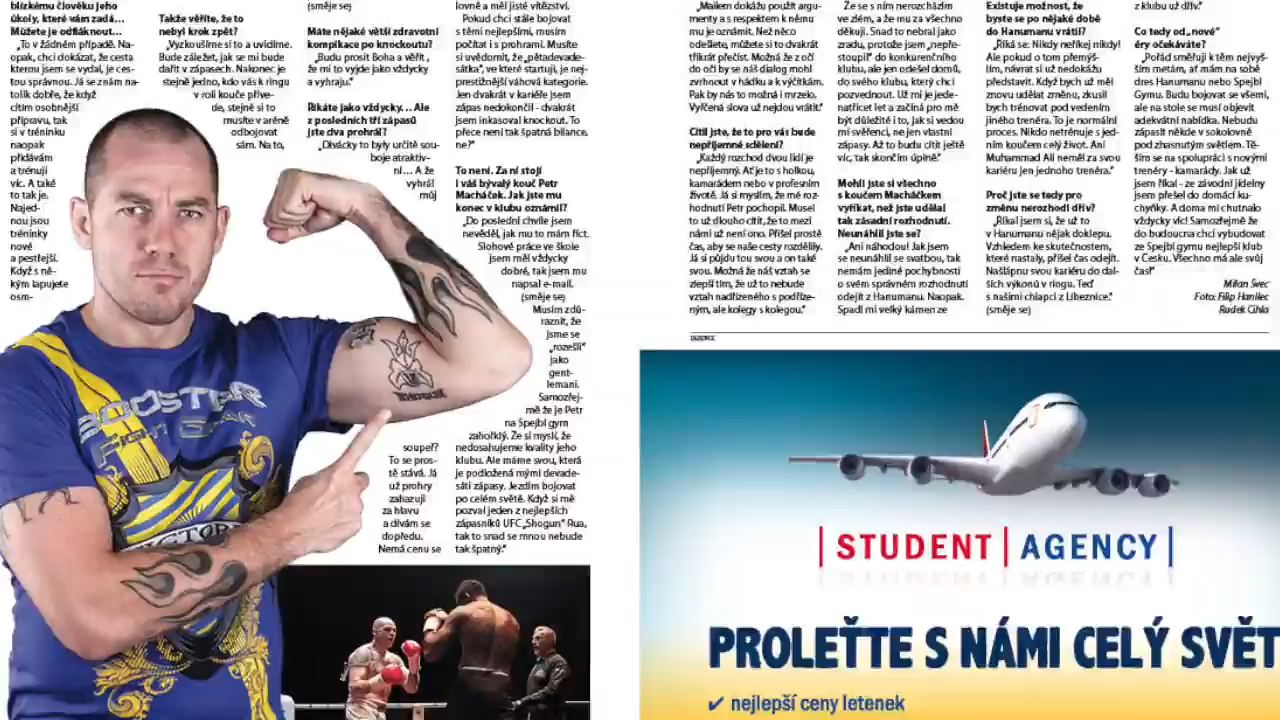 blízkému člověku jeho
úkoly, které vám zadá…
Můžete je odfláknout…
„To v žádném případě. Na-
opak, chci dokázat, že cesta
kterou jsem se vydal, je ces-
tou správnou. Já se znám na-
tolik dobře, že když
cítím osobnější
přípravu, tak
si v tréninku
naopak
přidávám
a trénuji
víc. A také
to tak je.
Najed-
nou jsou
tréninky
nové
a pestřejší.
Když s ně-
kým lapujete
osm-
Takže věříte, že to
nebyl krok zpět?
„Vyzkoušíme si to a uvidíme.
Bude záležet, jak se mi bude
dařit v zápasech. Nakonec je
stejně jedno, kdo vás k ringu
v roli kouče přive-
de, stejně si to
musíte v aréně
odbojovat
sám. Na to,
(směje se)
Máte nějaké větší zdravotní
komplikace po knockoutu?
„Budu prosit Boha a věřit ,
že mi to vyjde jako vždycky
a vyhraju.“
Říkáte jako vždycky… Ale
z posledních tří zápasů
jste dva prohrál?
„Divácky to byly určitě sou-
boje atraktiv-
ní… A že
vyhrál
můj
soupeř?
To se pros-
tě stává. Já
už prohry
zahazuji
za hlavu
a dívám se
dopředu.
Nemá cenu se
lovně a měl jisté vítězství.
Pokud chci stále bojovat
s těmi nejlepšími, musím
počítat i s prohrami. Musíte
si uvědomit, že „pětadevade-
sátka“, ve které startuji, je nej-
prestižnější váhová kategorie.
Jen dvakrát v kariéře jsem
zápas nedokončil - dvakrát
jsem inkasoval knockout. To
přece není tak špatná bilance,
ne?“
To není. Za ní stojí
i váš bývalý kouč Petr
Macháček. Jak jste mu
konec v klubu oznámil?
„Do poslední chvíle jsem
nevěděl, jak mu to mám říct.
Slohové práce ve škole
jsem měl vždycky
dobré, tak jsem mu
napsal e-mail.
(směje se)
Musím zdů-
raznit, že
jsme se
„rozešli“
jako
gent-
lemani.
Samozřej-
mě že je Petr
na Spejbl gym
zahořklý. Ze si myslí, že
nedosahujeme kvality jeho
klubu. Ale máme svou, která
je podložená mými devade-
sáti zápasy. Jezdím bojovat
po celém světě. Když si mě
pozval jeden z nejlepších
zápasníků UFC „Shogun“ Rua,
tak to snad se mnou nebude
tak špatný.“
„Mailem dokážu použít argu-
menty a s respektem k němu
mu je oznámit. Než něco
odešlete, můžete si to dvakrát
třikrát přečíst. Možná že z očí
do očí by se náš dialog mohl
zvrhnout v hádku a k výčitkám.
Pak by nás to možná i mrzelo.
Vyřčená slova už nejdou vrátit.“
Cítil jste, že to pro vás bude
nepříjemné sdělení?
„Každý rozchod dvou lidí je
nepříjemný. Ať je to s holkou,
kamarádem nebo v profesním
životě. Já si myslím, že mé roz-
hodnutí Petr pochopil. Musel
to už dlouho cítit, že to mezi
námi už není ono. Přišel prostě
čas, aby se naše cesty rozdělily.
Já si půjdu tou svou a on také
svou. Možná že náš vztah se
zlepší tím, že už to nebude
vztah nadřízeného s podříze-
ným, ale kolegy s kolegou.“
Že se s ním nerozcházím
ve zlém, a že mu za všechno
děkuji. Snad to nebral jako
zradu, protože jsem „nepře-
stoupil“ do konkurenčního
klubu, ale jen odešel domů,
do svého klubu, který chci
pozvednout. Už mi je jede-
natřicet let a začíná pro mě
být důležité i to, jak si vedou
mí svěřenci, ne jen vlastní
zápasy. Až to budu cítit ještě
víc, tak skončím úplně.“
Mohli jste si všechno
s koučem Macháčkem
vyříkat, než jste udělal
tak zásadní rozhodnutí.
Neunáhlil jste se?
„Ani náhodou! Jak jsem
se neunáhlil se svatbou, tak
nemám jediné pochybnosti
o svém správném rozhodnutí
odejít z Hanumanu. Naopak.
Spadl mi velký kámen ze
Existuje možnost, že
byste se po nějaké době
do Hanumanu vrátil?
„Říká se: Nikdy neříkej nikdy!
Ale pokud o tom přemýš-
lím, návrat si už nedokážu
představit. Kdybych už měl
znovu udělat změnu, zkusil
bych trénovat pod vedením
jiného trenéra. To je normální
proces. Nikdo netrénuje s jed-
ním koučem celý život. Ani
Muhammad Ali neměl za svou
kariéru jen jednoho trenéra.“
Proč jste se tedy pro
změnu nerozhodl dřív?
„Říkal jsem si, že už to
v Hanumanu nějak doklepu.
Vzhledem ke skutečnostem,
které nastaly, přišel čas odejít.
Našlápnu svou kariéru do dal-
ších výkonů v ringu. Teď
s našimi chlapci z Líbeznice.“
(směje se)
z klubu už dřív.“
Co tedy od „nové“
éry očekáváte?
„Pořád směřuji k těm nejvyš-
ším metám, ať mám na sobě
dres Hanumanu nebo Spejbl
Gymu. Budu bojovat se všemi,
ale na stole se musí objevit
adekvátní nabídka. Nebudu
zápasit někde v sokolovně
pod zhasnutým světlem. Tě-
ším se na spolupráci s novými
trenéry - kamarády. Jak už
jsem říkal - ze závodní jídelny
jsem přešel do domácí ku-
chyňky. A doma mi chutnalo
vždycky víc! Samozřejmě že
do budoucna chci vybudovat
ze Spejbl gymu nejlepší klub
v Česku. Všechno má ale svůj
čas!“
Milan Švec
Foto: Filip Hanilec
Radek Cihla
INZERCE
BOOSTER
FIGHT GEAR
STUDENT AGENCY
PROLEŤTE S NÁMI CELÝ SVĚT
✔ nejlepší ceny letenek